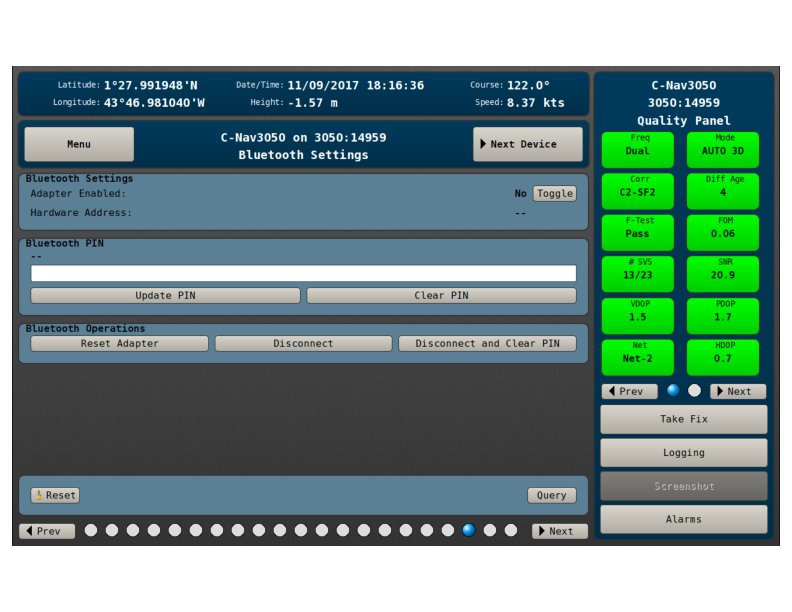 Latitude: 1°27.991948'N
Date/Time: 11/09/2017 18:16:36
Course: 122.0°
Longitude: 43°46.981040'W
Height: -1.57 m
Speed: 8.37 kts
Menu
C-Nav3050 on 3050:14959
Bluetooth Settings
Next Device
Bluetooth Settings
Adapter Enabled:
No
Toggle
Hardware Address:
--
Bluetooth PIN
--
Update PIN
Clear PIN
Bluetooth Operations
Reset Adapter
Disconnect
Disconnect and Clear PIN
Reset
Query
Prev
Next
C-Nav3050
3050:14959
Quality Panel
Freq
Dual
Mode
AUTO 3D
Corr
C2-SF2
Diff Age
4
F-Test
Pass
FOM
0.06
# SVS
13/23
SNR
20.9
VDOP
1.5
PDOP
1.7
Net
Net-2
HDOP
0.7
Prev
Next
Take Fix
Logging
Screenshot
Alarms